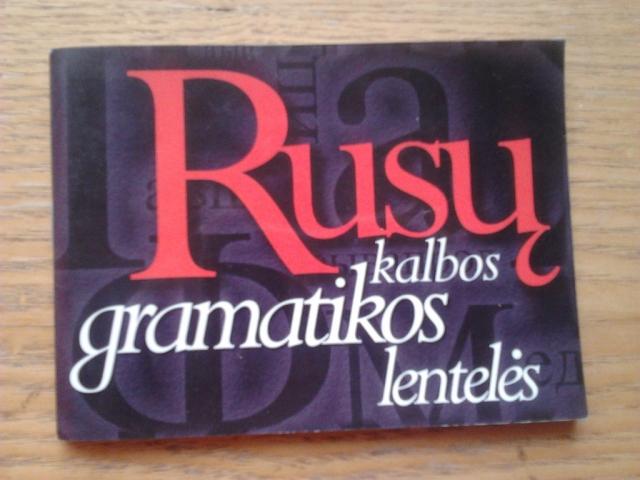 Rusų
kalbos
gramatikos
lentelės